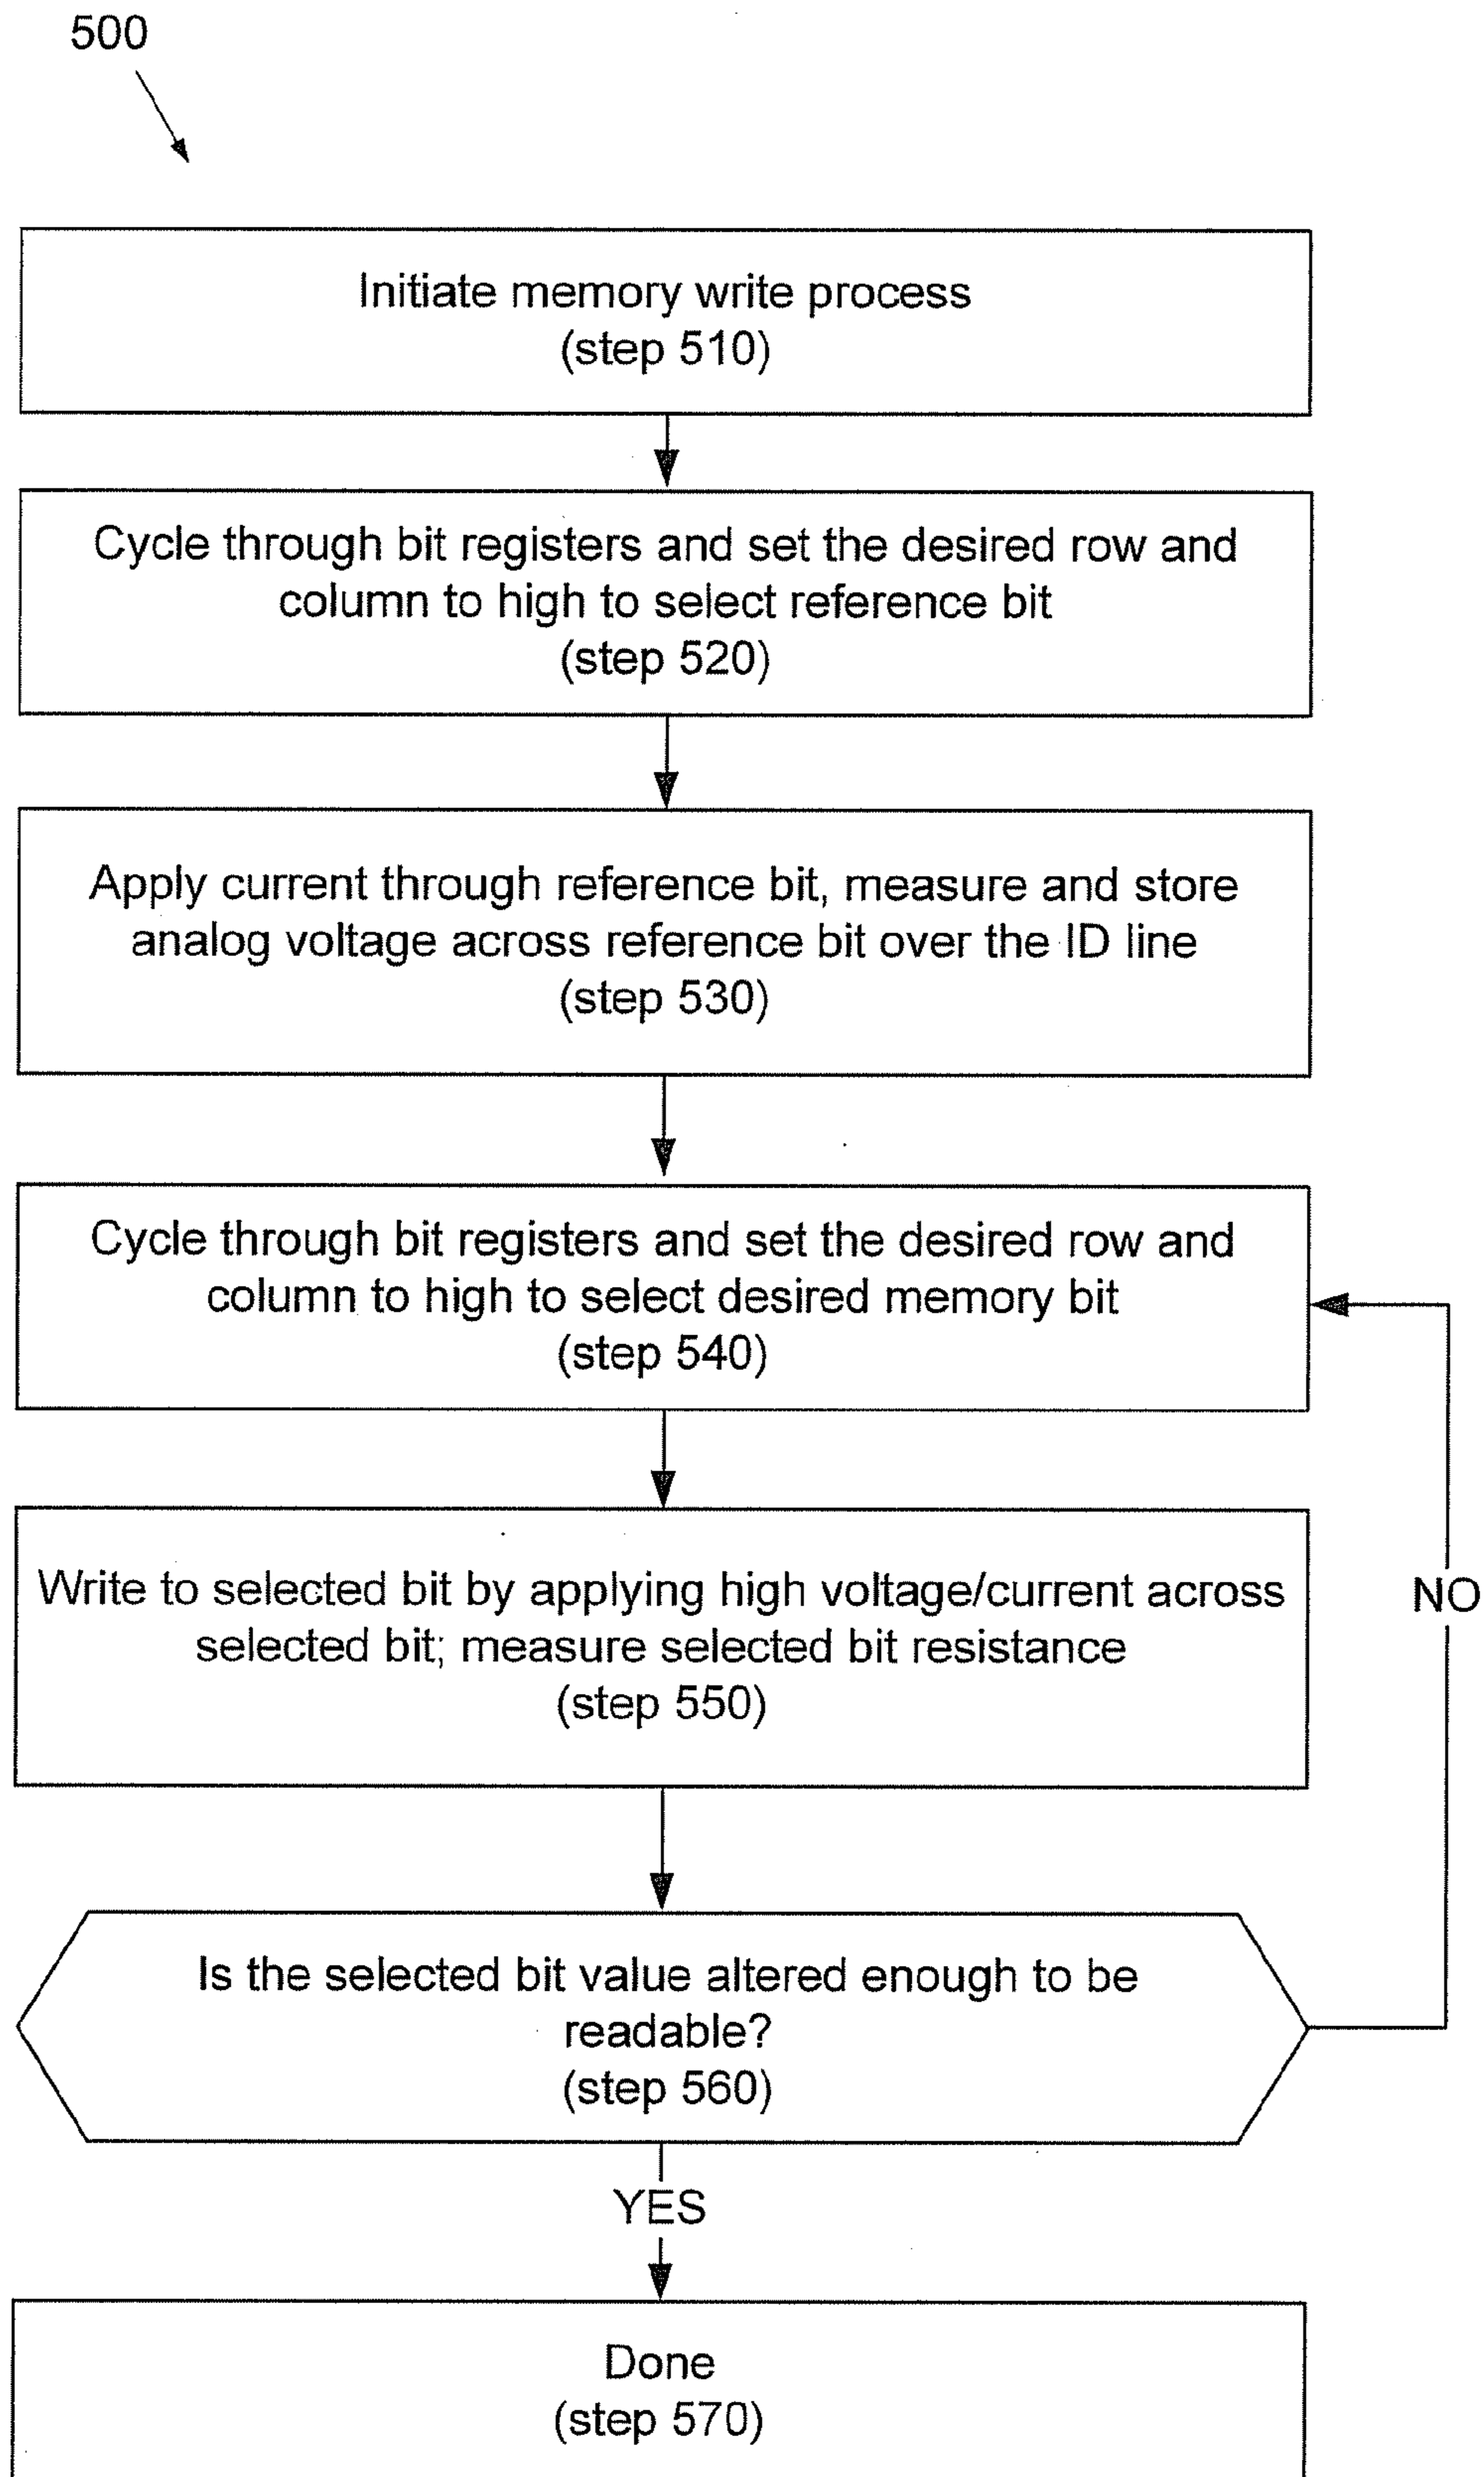 500
Initiate memory write process
(step 510)
Cycle through bit registers and set the desired row and
column to high to select reference bit
(step 520)
Apply current through reference bit, measure and store
analog voltage across reference bit over the ID line
(step 530)
Cycle through bit registers and set the desired row and
column to high to select desired memory bit
(step 540)
Write to selected bit by applying high voltage/current across
selected bit; measure selected bit resistance
(step 550)
NO
Is the selected bit value altered enough to be
readable?
(step 560)
YES
Done
(step 570)